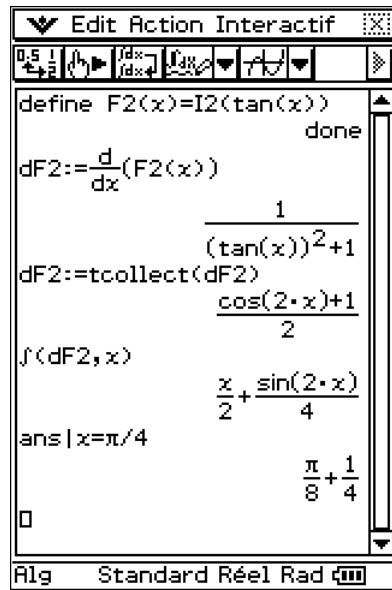 Edit Action Interactif
define F2(x)=I2(tan(x))
done
dF2:=d/dx(F2(x))
1/((tan(x))²+1)
dF2:=tcollect(dF2)
(cos(2·x)+1)/2
∫(dF2,x)
x/2+sin(2·x)/4
ans|x=π/4
π/8+1/4
Alg Standard Réel Rad